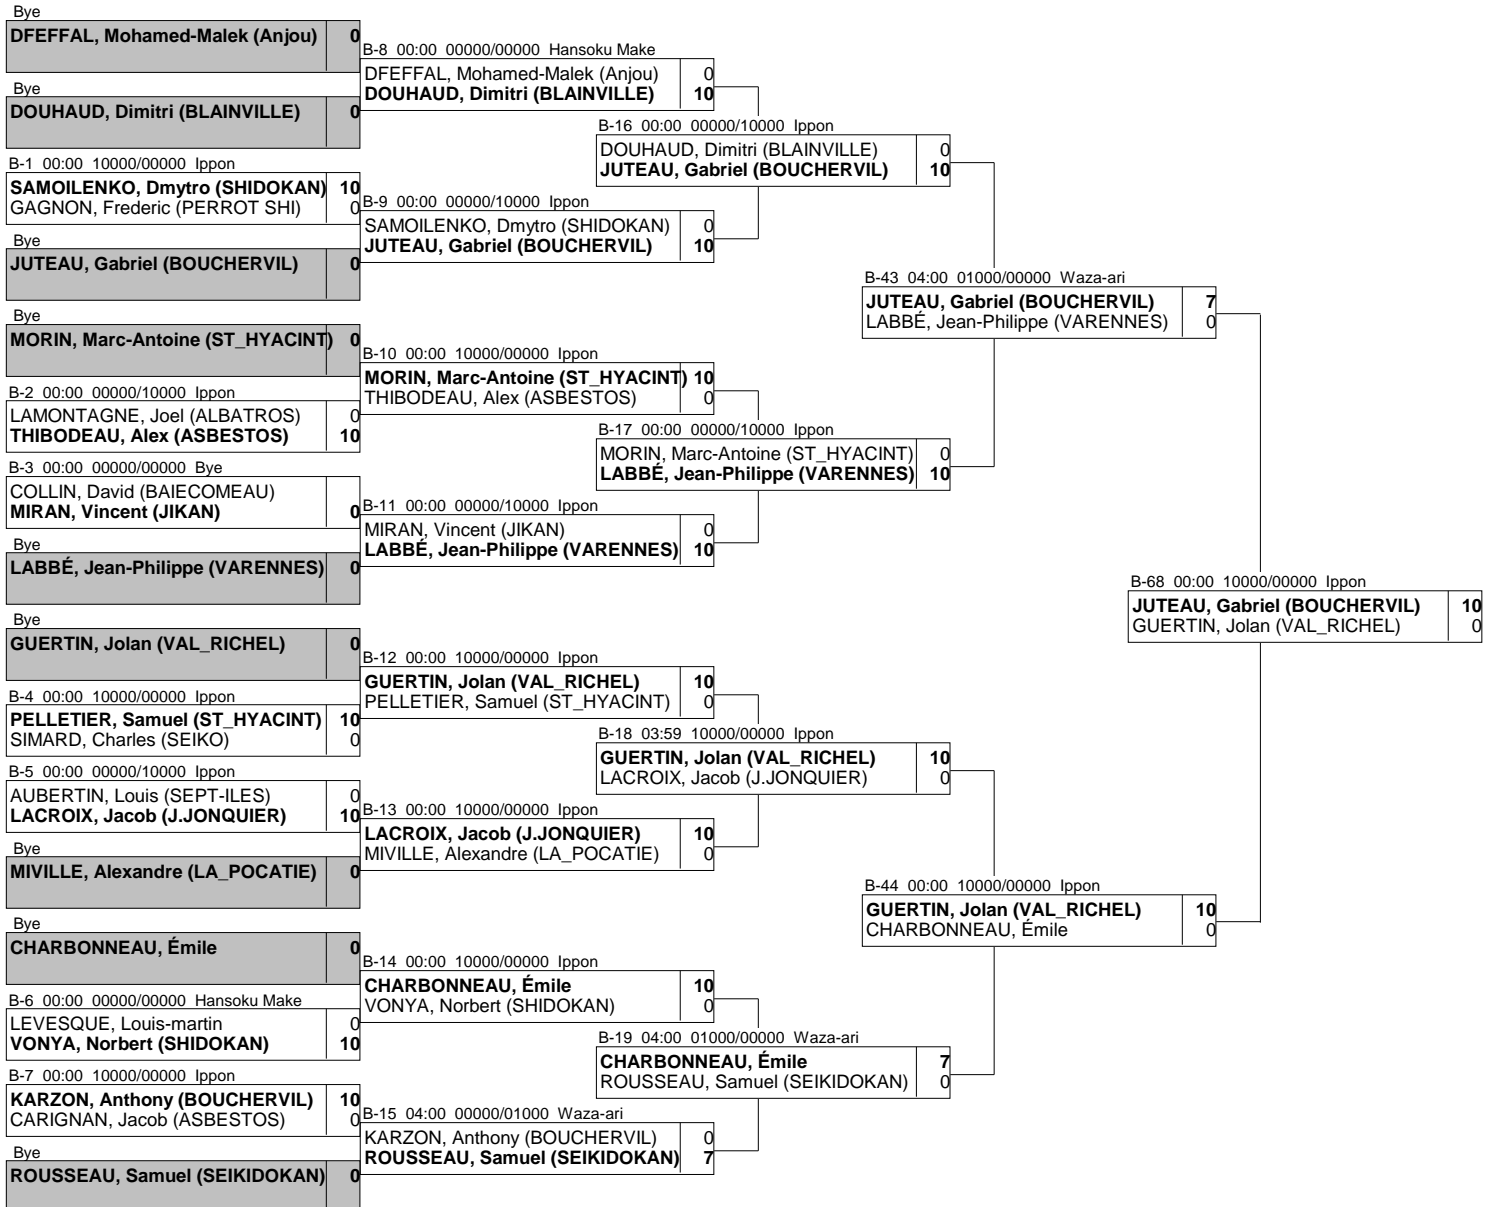 Bye
DFEFFAL, Mohamed-Malek (Anjou) 0
Bye
DOUHAUD, Dimitri (BLAINVILLE) 0
B-1 00:00 10000/00000 Ippon
SAMOILENKO, Dmytro (SHIDOKAN) 10
GAGNON, Frederic (PERROT SHI) 0
Bye
JUTEAU, Gabriel (BOUCHERVIL) 0
Bye
MORIN, Marc-Antoine (ST_HYACINT) 0
B-2 00:00 00000/10000 Ippon
LAMONTAGNE, Joel (ALBATROS) 0
THIBODEAU, Alex (ASBESTOS) 10
B-3 00:00 00000/00000 Bye
COLLIN, David (BAIECOMEAU)
MIRAN, Vincent (JIKAN) 0
Bye
LABBÉ, Jean-Philippe (VARENNES) 0
Bye
GUERTIN, Jolan (VAL_RICHEL) 0
B-4 00:00 10000/00000 Ippon
PELLETIER, Samuel (ST_HYACINT) 10
SIMARD, Charles (SEIKO) 0
B-5 00:00 00000/10000 Ippon
AUBERTIN, Louis (SEPT-ILES) 0
LACROIX, Jacob (J.JONQUIER) 10
Bye
MIVILLE, Alexandre (LA_POCATIE) 0
Bye
CHARBONNEAU, Émile 0
B-6 00:00 00000/00000 Hansoku Make
LEVESQUE, Louis-martin 0
VONYA, Norbert (SHIDOKAN) 10
B-7 00:00 10000/00000 Ippon
KARZON, Anthony (BOUCHERVIL) 10
CARIGNAN, Jacob (ASBESTOS) 0
Bye
ROUSSEAU, Samuel (SEIKIDOKAN) 0
B-8 00:00 00000/00000 Hansoku Make
DFEFFAL, Mohamed-Malek (Anjou) 0
DOUHAUD, Dimitri (BLAINVILLE) 10
B-9 00:00 00000/10000 Ippon
SAMOILENKO, Dmytro (SHIDOKAN) 0
JUTEAU, Gabriel (BOUCHERVIL) 10
B-10 00:00 10000/00000 Ippon
MORIN, Marc-Antoine (ST_HYACINT) 10
THIBODEAU, Alex (ASBESTOS) 0
B-11 00:00 00000/10000 Ippon
MIRAN, Vincent (JIKAN) 0
LABBÉ, Jean-Philippe (VARENNES) 10
B-12 00:00 10000/00000 Ippon
GUERTIN, Jolan (VAL_RICHEL) 10
PELLETIER, Samuel (ST_HYACINT) 0
B-13 00:00 10000/00000 Ippon
LACROIX, Jacob (J.JONQUIER) 10
MIVILLE, Alexandre (LA_POCATIE) 0
B-14 00:00 10000/00000 Ippon
CHARBONNEAU, Émile 10
VONYA, Norbert (SHIDOKAN) 0
B-15 04:00 00000/01000 Waza-ari
KARZON, Anthony (BOUCHERVIL) 0
ROUSSEAU, Samuel (SEIKIDOKAN) 7
B-16 00:00 00000/10000 Ippon
DOUHAUD, Dimitri (BLAINVILLE) 0
JUTEAU, Gabriel (BOUCHERVIL) 10
B-17 00:00 00000/10000 Ippon
MORIN, Marc-Antoine (ST_HYACINT) 0
LABBÉ, Jean-Philippe (VARENNES) 10
B-18 03:59 10000/00000 Ippon
GUERTIN, Jolan (VAL_RICHEL) 10
LACROIX, Jacob (J.JONQUIER) 0
B-19 04:00 01000/00000 Waza-ari
CHARBONNEAU, Émile 7
ROUSSEAU, Samuel (SEIKIDOKAN) 0
B-43 04:00 01000/00000 Waza-ari
JUTEAU, Gabriel (BOUCHERVIL) 7
LABBÉ, Jean-Philippe (VARENNES) 0
B-44 00:00 10000/00000 Ippon
GUERTIN, Jolan (VAL_RICHEL) 10
CHARBONNEAU, Émile 0
B-68 00:00 10000/00000 Ippon
JUTEAU, Gabriel (BOUCHERVIL) 10
GUERTIN, Jolan (VAL_RICHEL) 0